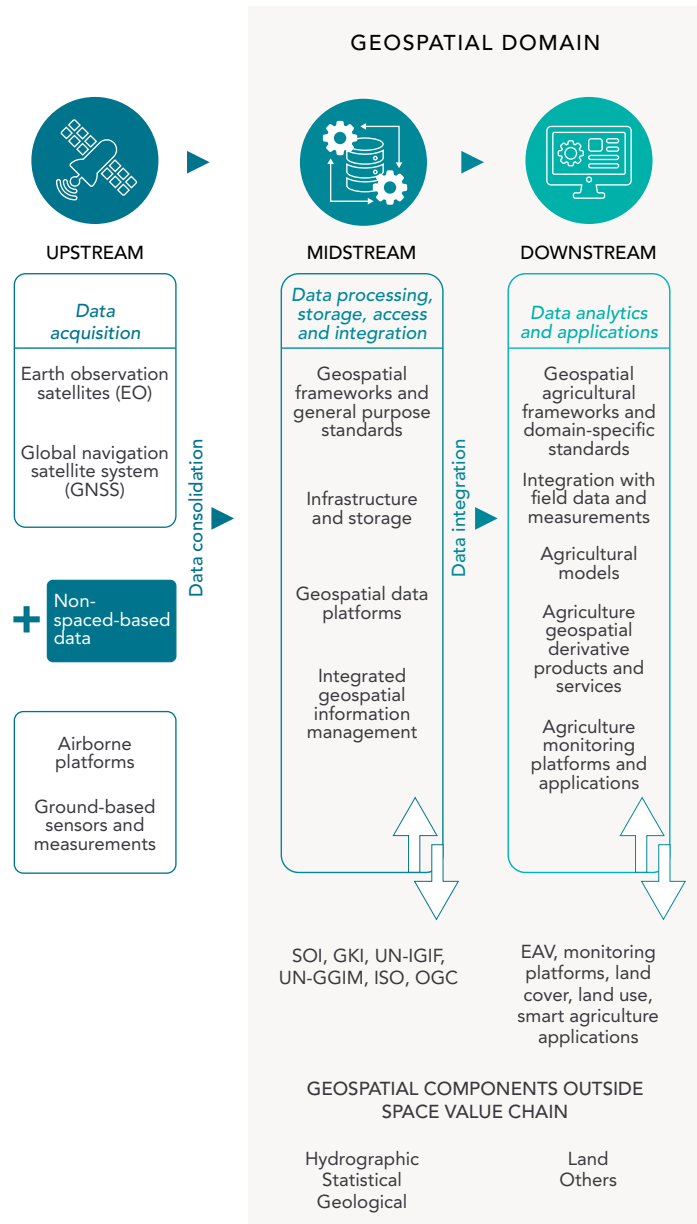 GEOSPATIAL DOMAIN
UPSTREAM
Data
acquisition
Earth observation
satellites (EO)
Global navigation
satellite system
(GNSS)
+
Non-
spaced-based
data
Airborne
platforms
Ground-based
sensors and
measurements
Data consolidation
MIDSTREAM
Data processing,
storage, access
and integration
Geospatial
frameworks and
general purpose
standards
Infrastructure
and storage
Geospatial data
platforms
Integrated
geospatial
information
management
SOI, GKI, UN-IGIF,
UN-GGIM, ISO, OGC
Data integration
DOWNSTREAM
Data analytics
and applications
Geospatial
agricultural
frameworks and
domain-specific
standards
Integration with
field data and
measurements
Agricultural
models
Agriculture
geospatial
derivative
products and
services
Agriculture
monitoring
platforms and
applications
EAV, monitoring
platforms, land
cover, land use,
smart agriculture
applications
GEOSPATIAL COMPONENTS OUTSIDE
SPACE VALUE CHAIN
Hydrographic
Statistical
Geological
Land
Others